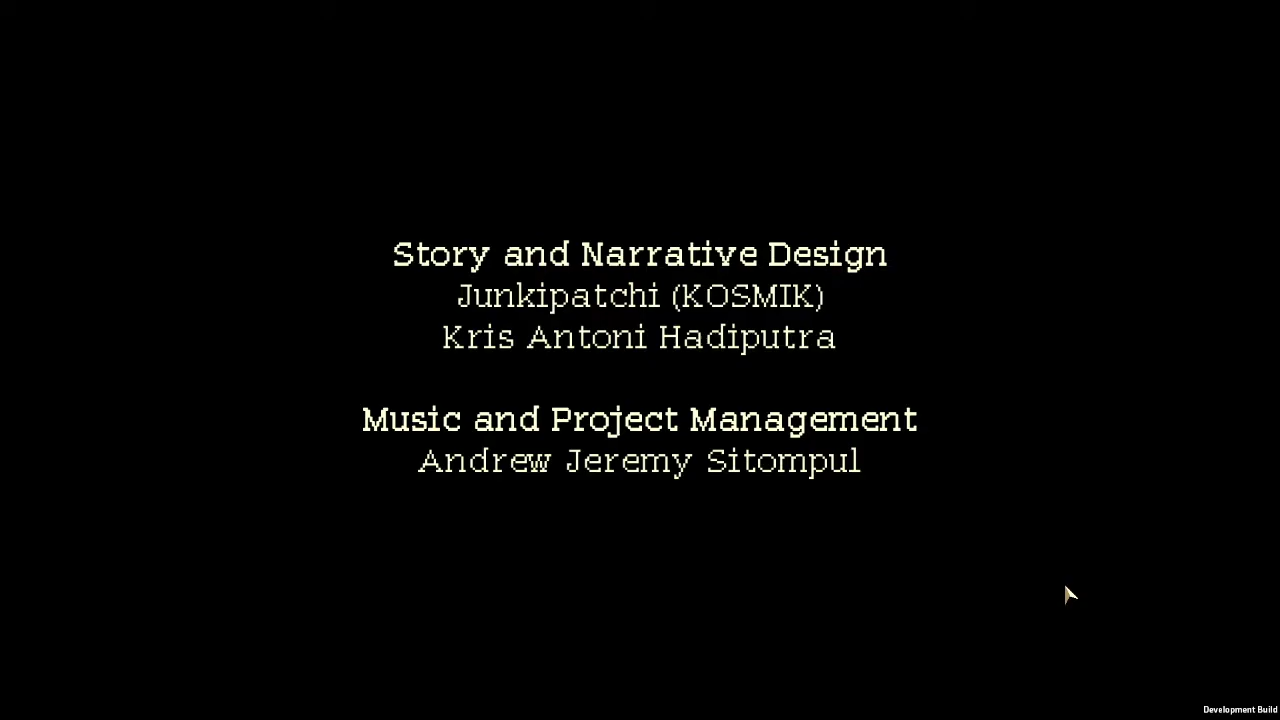 Story and Narrative Design
Junkipatchi (KOSMIK)
Kris Antoni Hadiputra
Music and Project Management
Andrew Jeremy Sitompul
Development Build